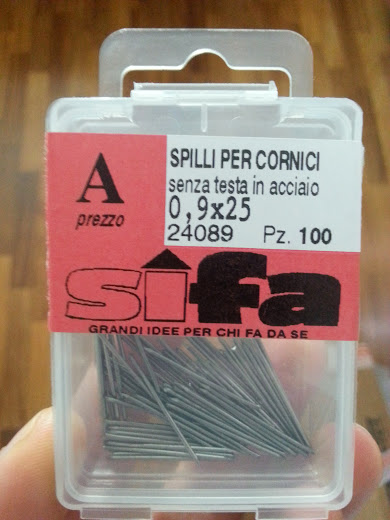 A
prezzo
SPILLI PER CORNICI
senza testa in acciaio
0,9x25
24089 Pz. 100
sifa
GRANDI IDEE PER CHI FA DA SE